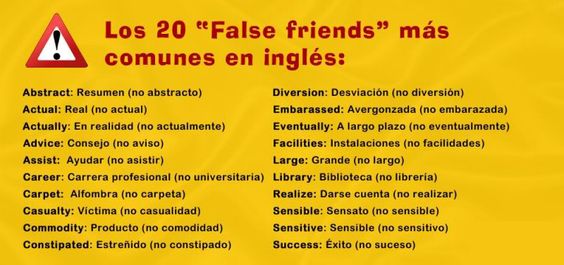 Los 20 “False friends” más
comunes en inglés:
Abstract: Resumen (no abstracto)
Actual: Real (no actual)
Actually: En realidad (no actualmente)
Advice: Consejo (no aviso)
Assist: Ayudar (no asistir)
Career: Carrera profesional (no universitaria)
Carpet: Alfombra (no carpeta)
Casualty: Víctima (no casualidad)
Commodity: Producto (no comodidad)
Constipated: Estreñido (no constipado)
Diversion: Desviación (no diversión)
Embarassed: Avergonzada (no embarazada)
Eventually: A largo plazo (no eventualmente)
Facilities: Instalaciones (no facilidades)
Large: Grande (no largo)
Library: Biblioteca (no librería)
Realize: Darse cuenta (no realizar)
Sensible: Sensato (no sensible)
Sensitive: Sensible (no sensitivo)
Success: Éxito (no suceso)